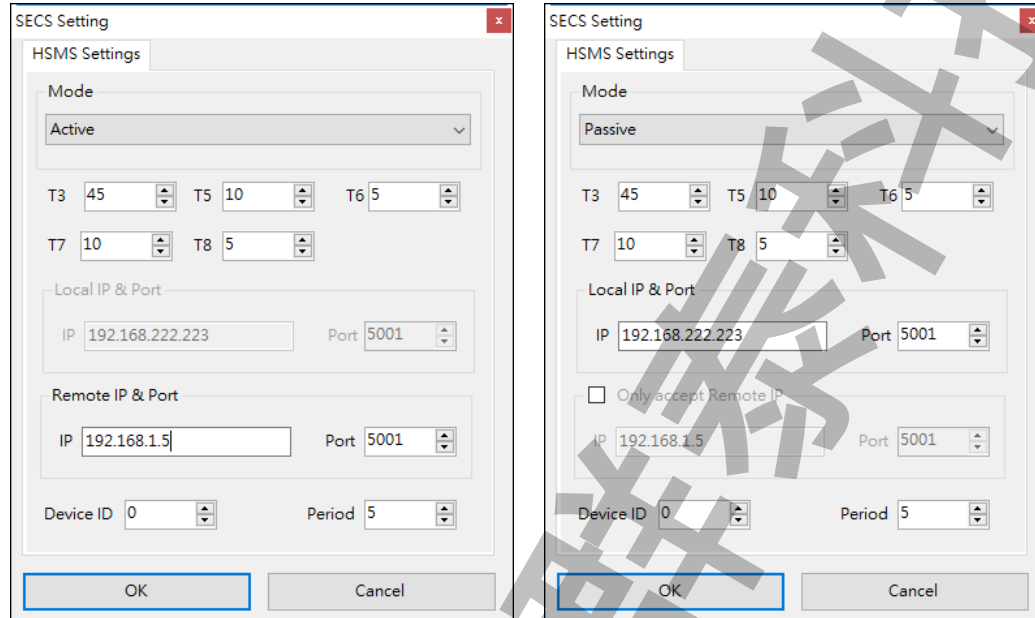 SECS Setting
x
HSMS Settings
Mode
Active
T3 45 T5 10 T6 5
T7 10 T8 5
Local IP & Port
IP 192.168.222.223 Port 5001
Remote IP & Port
IP 192.168.1.5 Port 5001
Device ID 0 Period 5
OK Cancel
SECS Setting
x
HSMS Settings
Mode
Passive
T3 45 T5 10 T6 5
T7 10 T8 5
Local IP & Port
IP 192.168.222.223 Port 5001
Only accept Remote IP
IP 192.168.1.5 Port 5001
Device ID 0 Period 5
OK Cancel